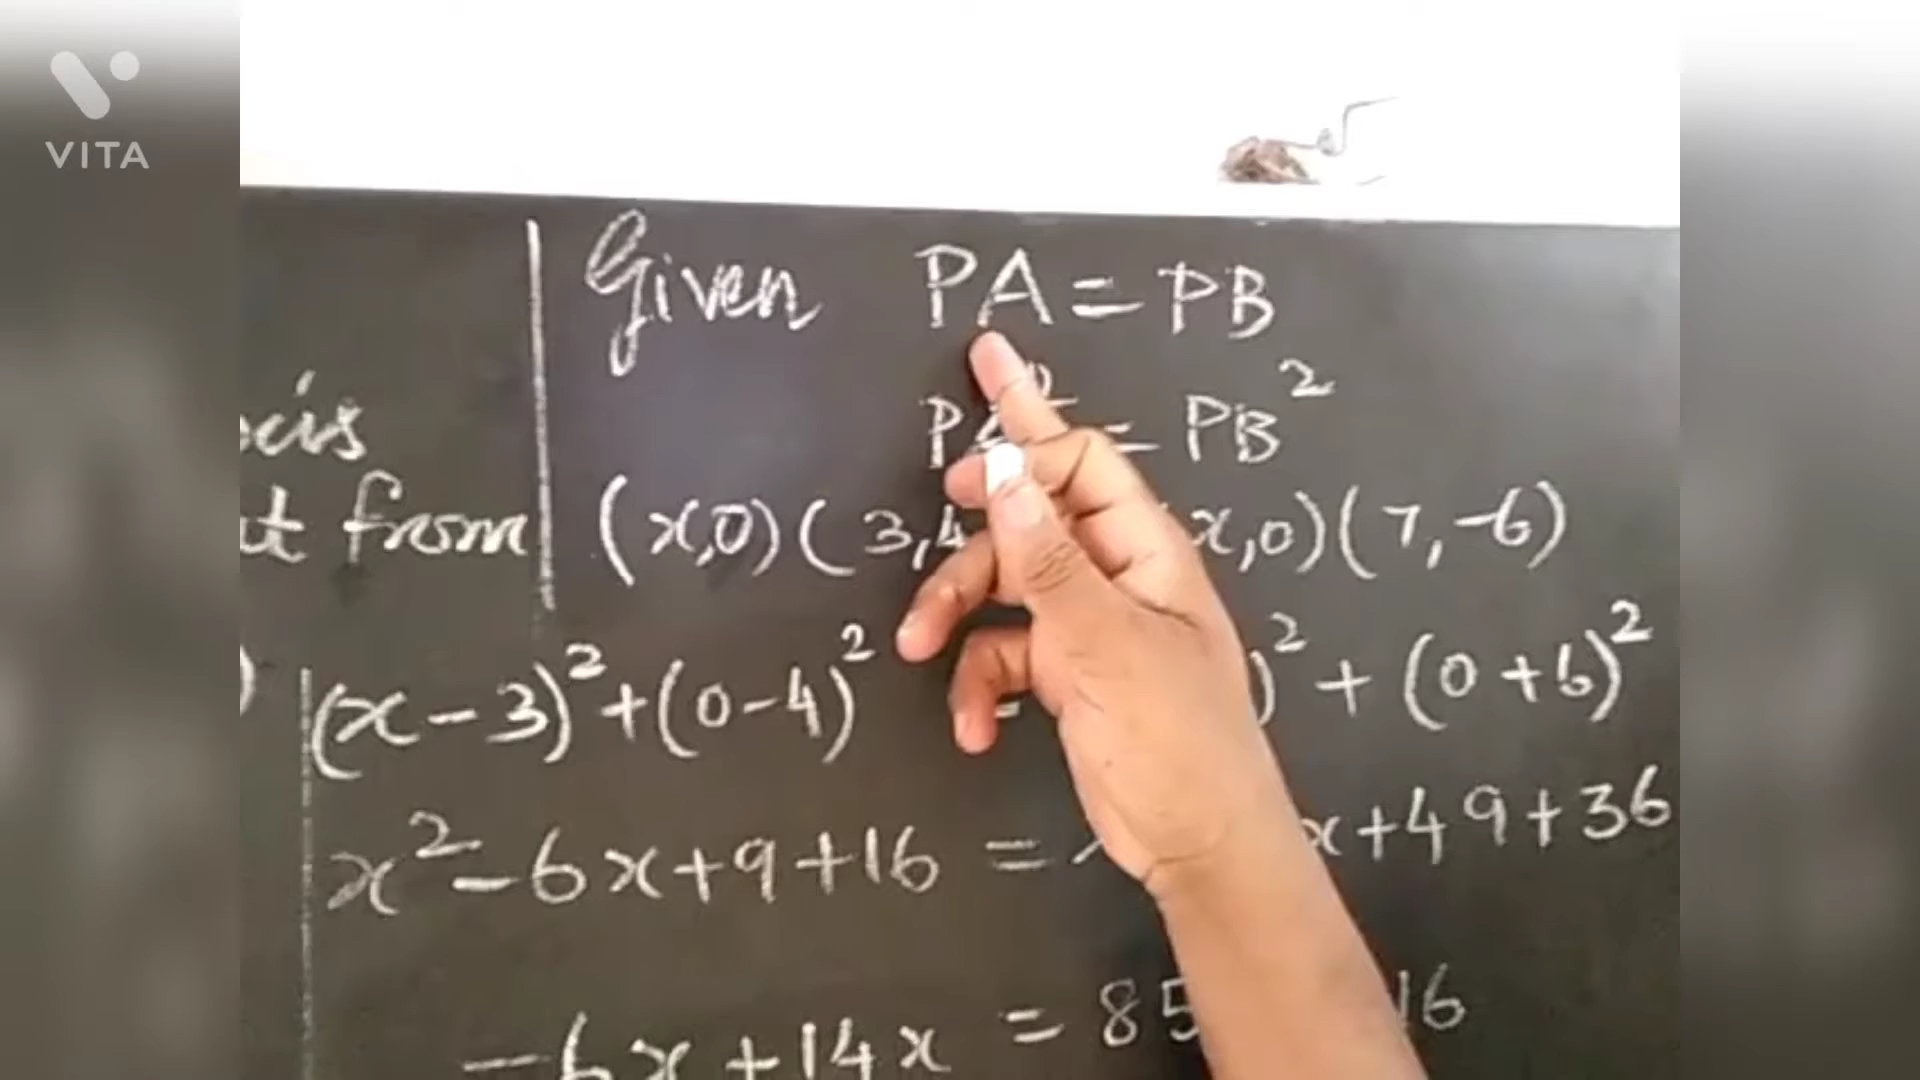 VITA
Given PA = PB
PA² = PB²
from (x,0)(3,4 x,0)(7,-6)
(x-3)²+(0-4)² )²+(0+6)²
x²-6x+9+16 = x+49+36
-6x+14x = 85 16